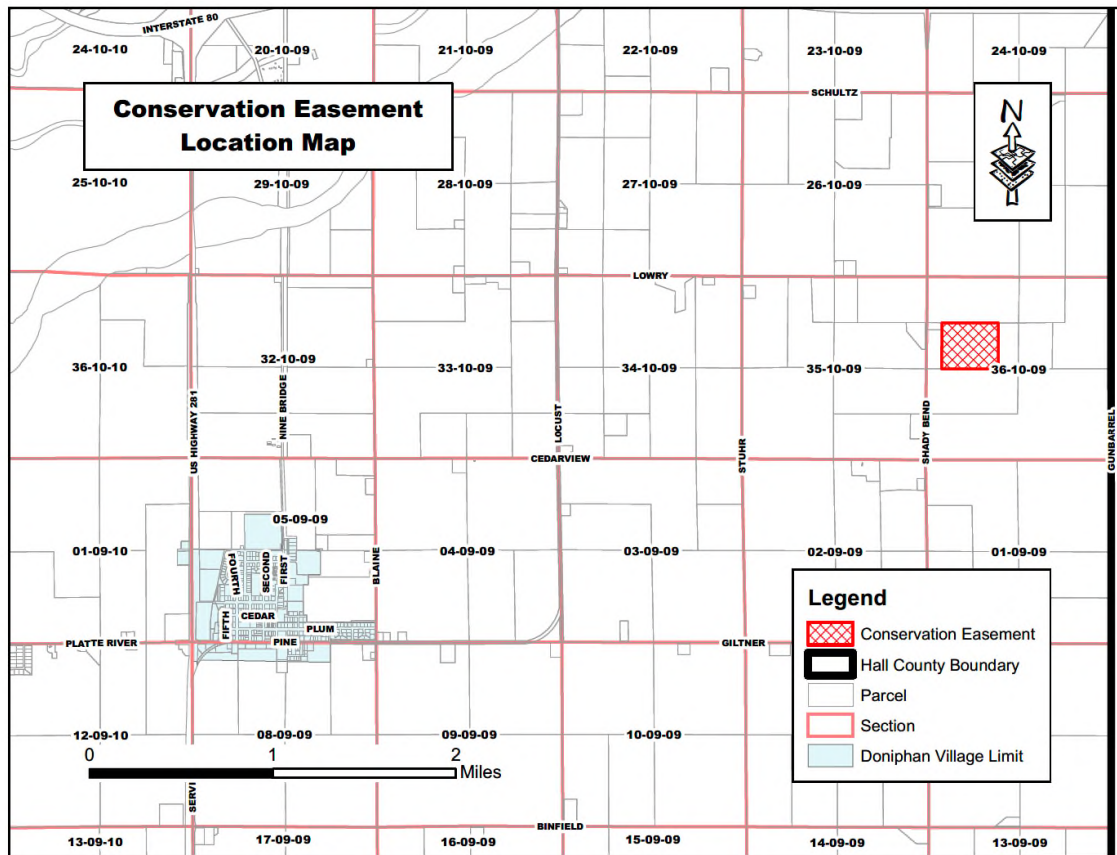 INTERSTATE 80
24-10-10
20-10-09
21-10-09
22-10-09
23-10-09
24-10-09
Conservation Easement
Location Map
SCHULTZ
N
25-10-10
29-10-09
28-10-09
27-10-09
26-10-09
LOWRY
36-10-10
32-10-09
33-10-09
34-10-09
35-10-09
36-10-09
US HIGHWAY 281
NINE BRIDGE
LOCUST
STUHR
SHADY BEND
GUNBARREL
CEDARVIEW
05-09-09
01-09-10
04-09-09
03-09-09
02-09-09
01-09-09
FOURTH
SECOND
FIRST
BLAINE
FIFTH
CEDAR
PLUM
PLATTE RIVER
PINE
GILTNER
Legend
Conservation Easement
Hall County Boundary
Parcel
Section
Doniphan Village Limit
12-09-10
08-09-09
09-09-09
10-09-09
0
1
2
Miles
SERVI
BINFIELD
13-09-10
17-09-09
16-09-09
15-09-09
14-09-09
13-09-09